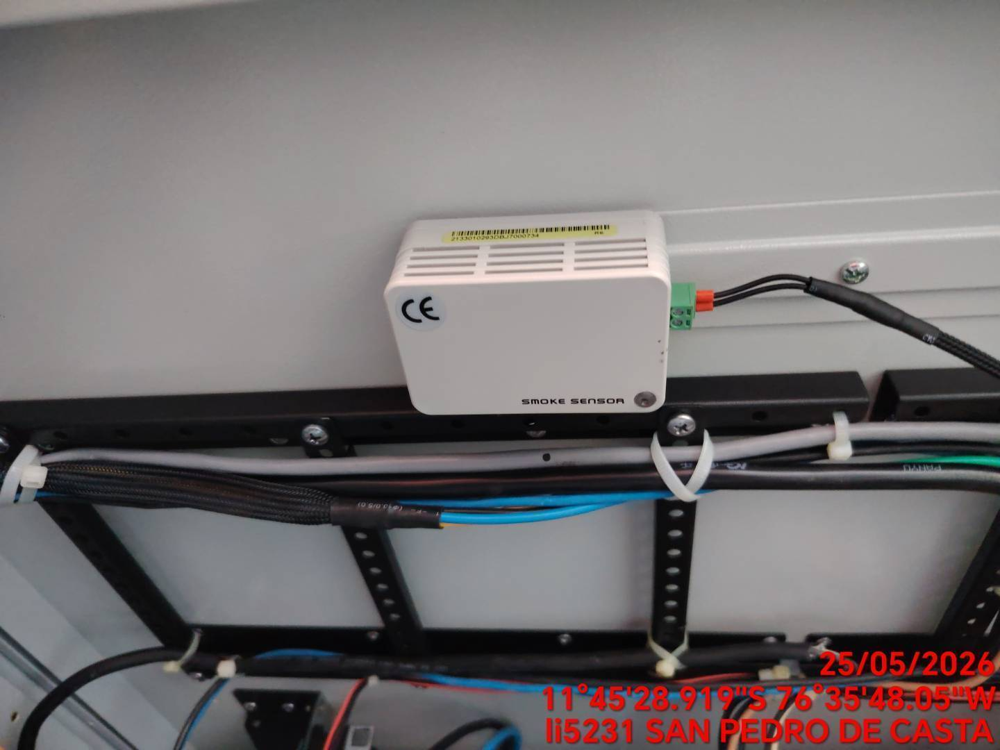 2133010293DBJ7000734 R6
CE
SMOKE SENSOR
PANYU
25/05/2026
11°45'28.919"S 76°35'48.05"W
li5231 SAN PEDRO DE CASTA